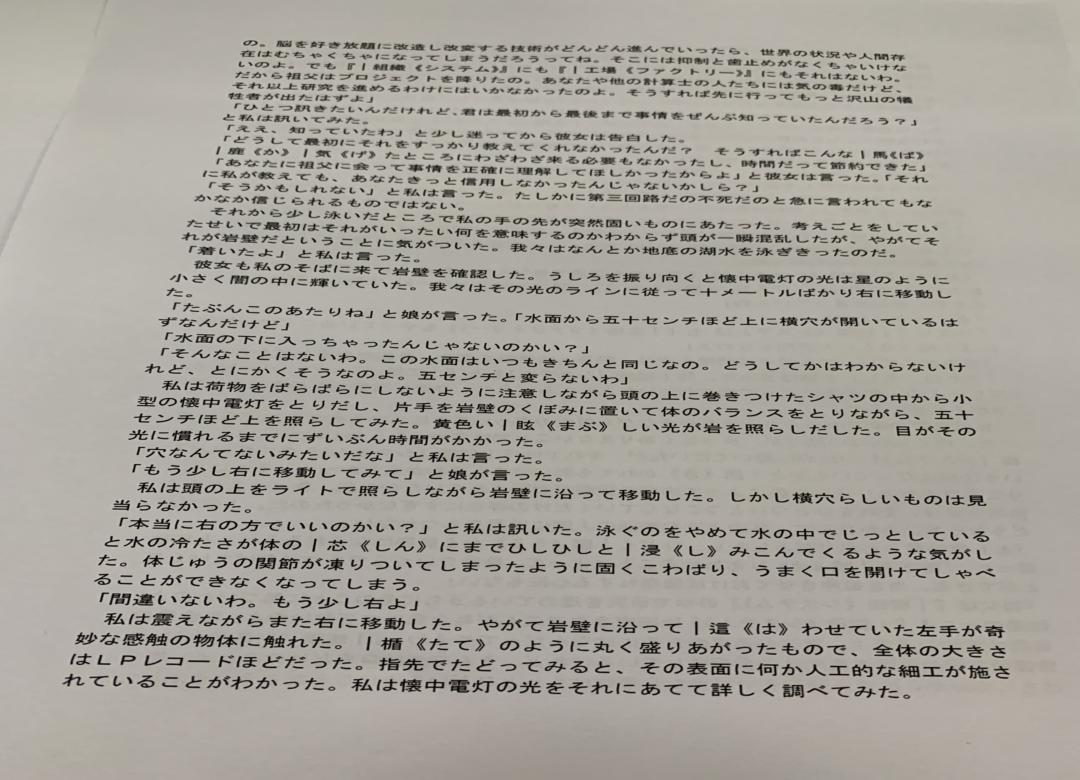 の。脳を好き放題に改造し改変する技術がどんどん進んでいったら、世界の状況や人間存
在はむちゃくちゃになってしまうだろうってね。そこには抑制と歯止めがなくちゃいけな
いのよ。でも『|組織《システム》』にも『|工場《ファクトリー》』にもそれはないわ。
だから祖父はプロジェクトを降りたの。あなたや他の計算士の人たちには気の毒だけど、
それ以上研究を進めるわけにはいかなかったのよ。そうすれば先に行ってもっと沢山の犠
牲者が出たはずよ」
「ひとつ訊きたいんだけれど、君は最初から最後まで事情をぜんぶ知っていたんだろう?」
と私は訊いてみた。
「ええ、知っていたわ」と少し迷ってから彼女は告白した。
「どうして最初にそれをすっかり教えてくれなかったんだ? そうすればこんな|馬《ば》
|鹿《か》|気《げ》たところにわざわざ来る必要もなかったし、時間だって節約できた」
「あなたに祖父に会って事情を正確に理解してほしかったからよ」と彼女は言った。「それ
に私が教えても、あなたきっと信用しなかったんじゃないかしら?」
「そうかもしれない」と私は言った。たしかに第三回路だの不死だのと急に言われてもな
かなか信じられるものではない。
それから少し泳いだところで私の手の先が突然固いものにあたった。考えごとをしてい
たせいで最初はそれがいったい何を意味するのかわからず頭が一瞬混乱したが、やがてそ
れが岩壁だということに気がついた。我々はなんとか地底の湖水を泳ぎきったのだ。
「着いたよ」と私は言った。
彼女も私のそばに来て岩壁を確認した。うしろを振り向くと懐中電灯の光は星のように
小さく闇の中に輝いていた。我々はその光のラインに従って十メートルばかり右に移動し
た。
「たぶんこのあたりね」と娘が言った。「水面から五十センチほど上に横穴が開いているは
ずなんだけど」
「水面の下に入っちゃったんじゃないのかい?」
「そんなことはないわ。この水面はいつもきちんと同じなの。どうしてかはわからないけ
れど、とにかくそうなのよ。五センチと変らないわ」
私は荷物をばらばらにしないように注意しながら頭の上に巻きつけたシャツの中から小
型の懐中電灯をとりだし、片手を岩壁のくぼみに置いて体のバランスをとりながら、五十
センチほど上を照らしてみた。黄色い|眩《まぶ》しい光が岩を照らしだした。目がその
光に慣れるまでにずいぶん時間がかかった。
「穴なんてないみたいだな」と私は言った。
「もう少し右に移動してみて」と娘が言った。
私は頭の上をライトで照らしながら岩壁に沿って移動した。しかし横穴らしいものは見
当らなかった。
「本当に右の方でいいのかい?」と私は訊いた。泳ぐのをやめて水の中でじっとしている
と水の冷たさが体の|芯《しん》にまでひしひしと|浸《し》みこんでくるような気がし
た。体じゅうの関節が凍りついてしまったように固くこわばり、うまく口を開けてしゃべ
ることができなくなってしまう。
「間違いないわ。もう少し右よ」
私は震えながらまた右に移動した。やがて岩壁に沿って|這《は》わせていた左手が奇
妙な感触の物体に触れた。|楯《たて》のように丸く盛りあがったもので、全体の大きさ
はLPレコードほどだった。指先でたどってみると、その表面に何か人工的な細工が施さ
れていることがわかった。私は懐中電灯の光をそれにあてて詳しく調べてみた。